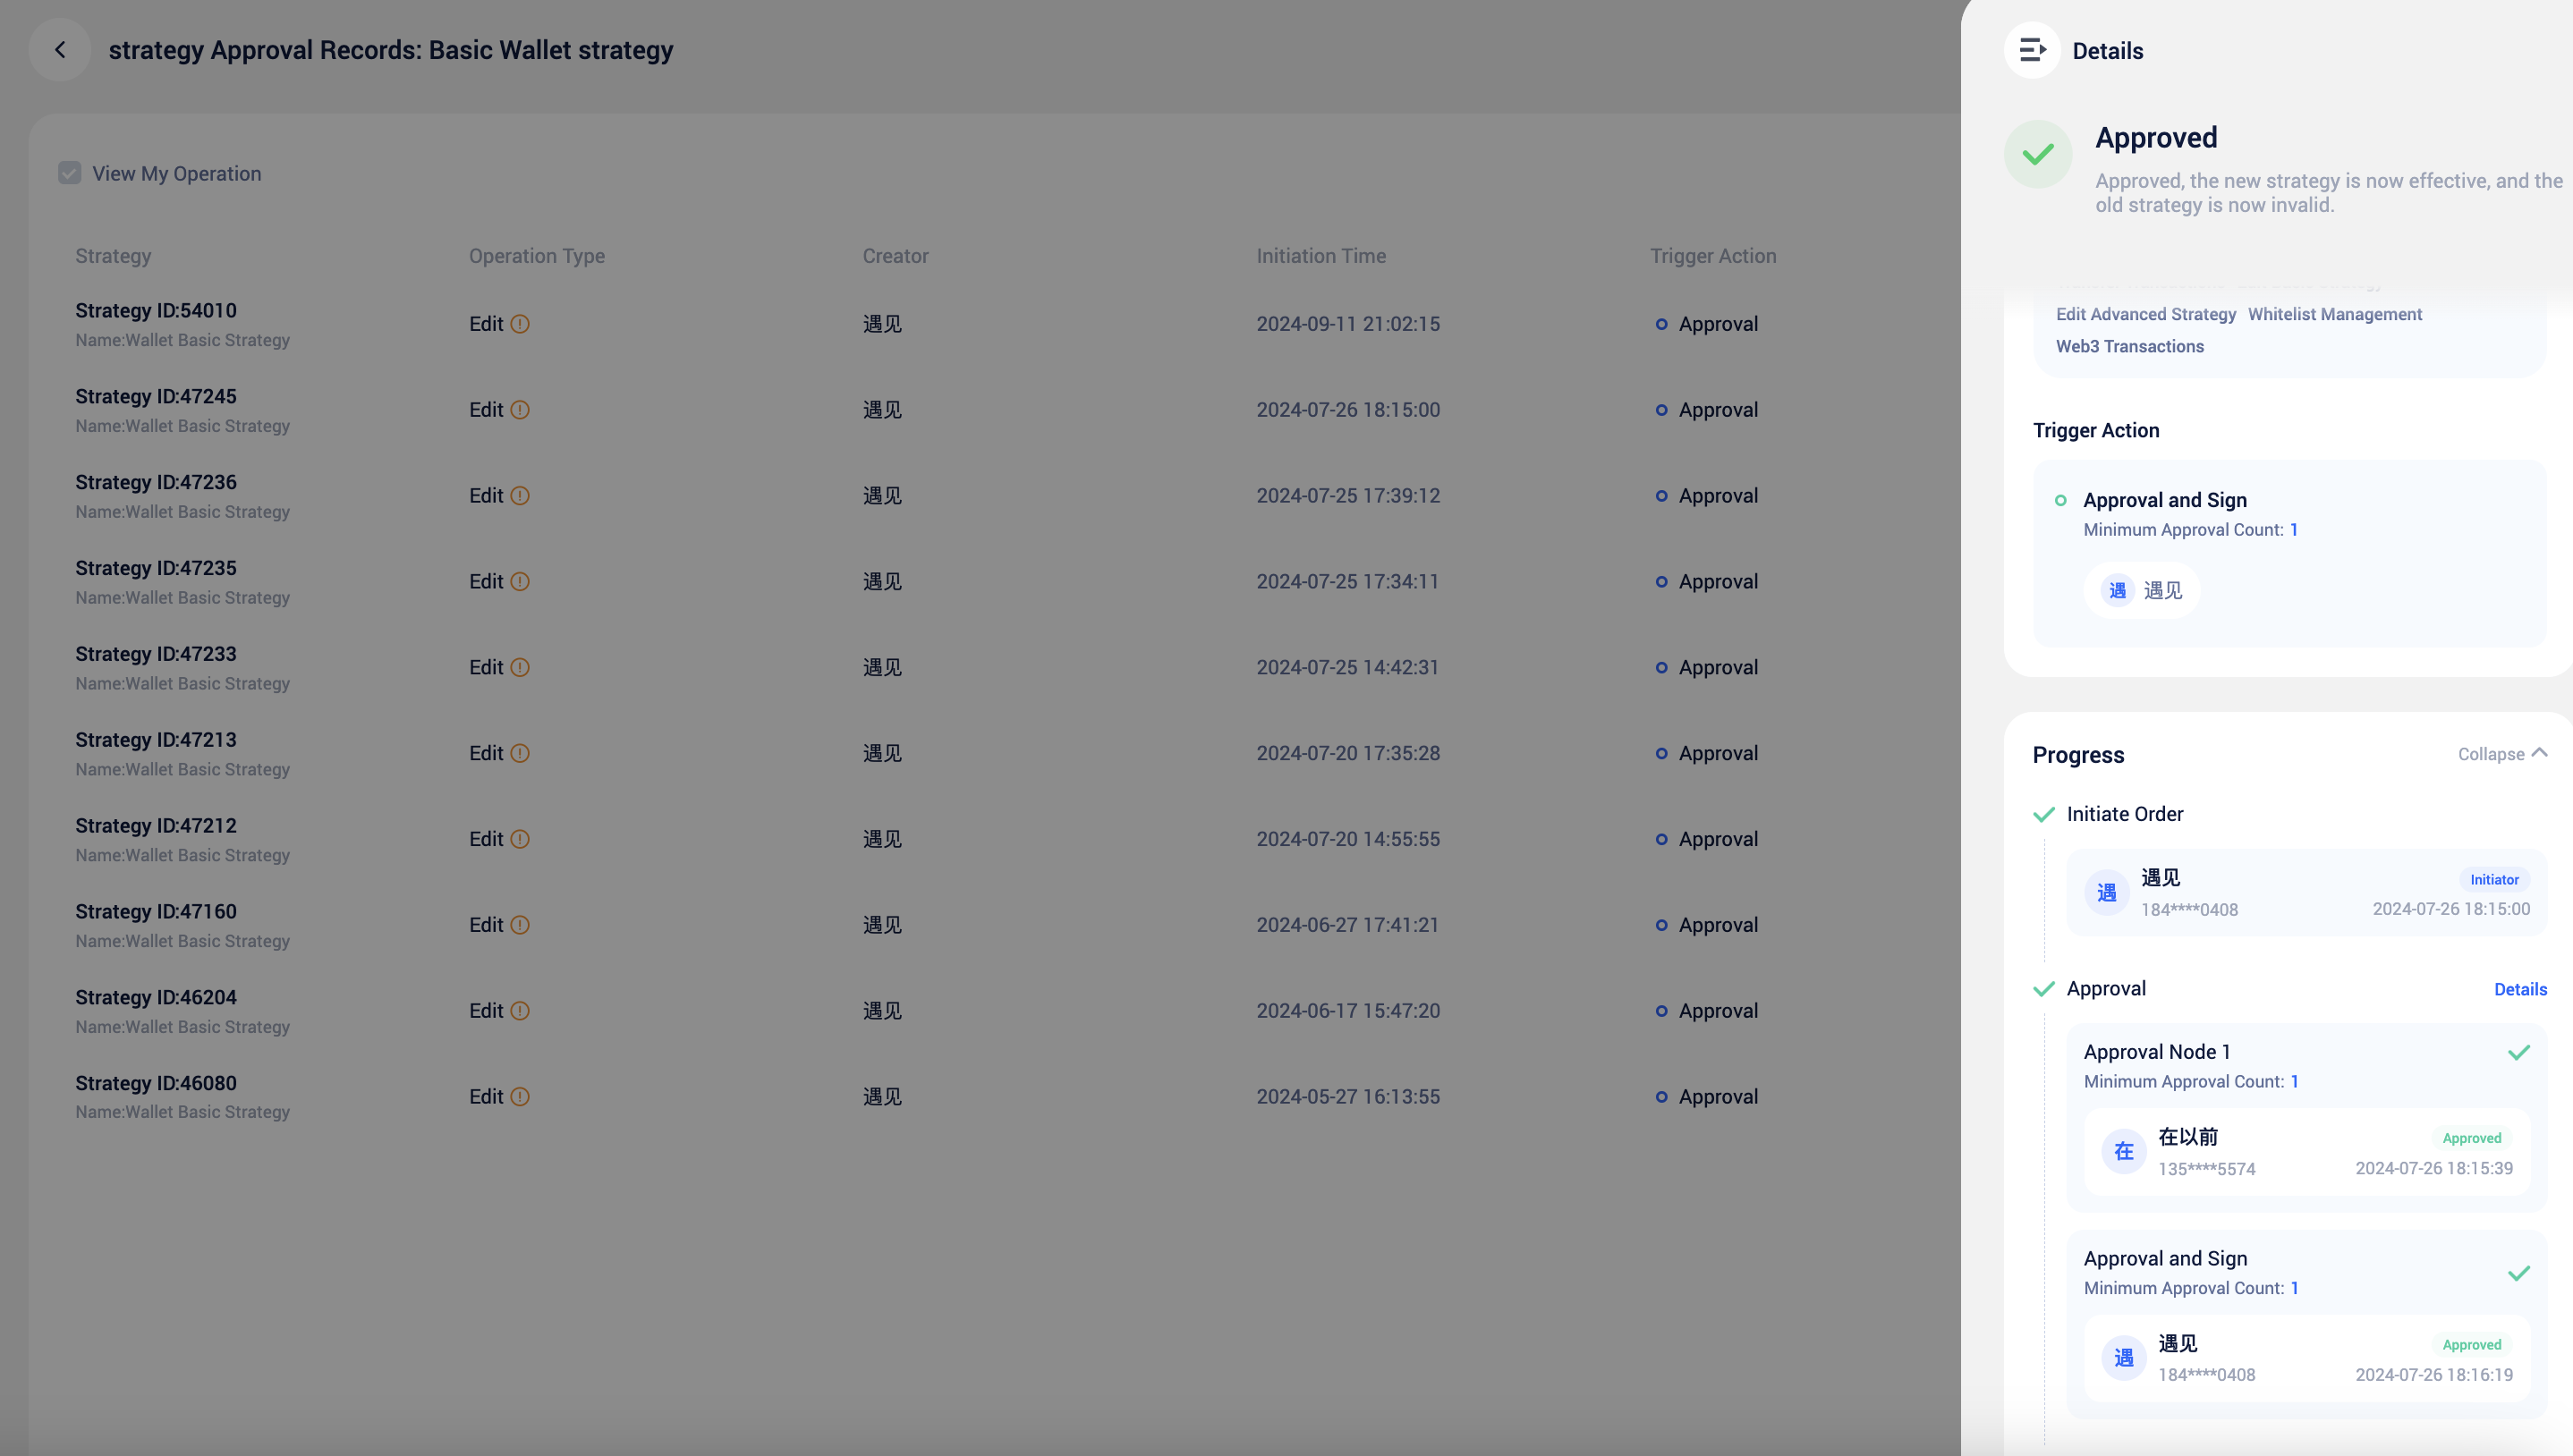 strategy Approval Records: Basic Wallet strategy
View My Operation
Strategy Operation Type Creator Initiation Time Trigger Action
Strategy ID:54010
Name:Wallet Basic Strategy
Edit 遇见 2024-09-11 21:02:15 Approval
Strategy ID:47245
Name:Wallet Basic Strategy
Edit 遇见 2024-07-26 18:15:00 Approval
Strategy ID:47236
Name:Wallet Basic Strategy
Edit 遇见 2024-07-25 17:39:12 Approval
Strategy ID:47235
Name:Wallet Basic Strategy
Edit 遇见 2024-07-25 17:34:11 Approval
Strategy ID:47233
Name:Wallet Basic Strategy
Edit 遇见 2024-07-25 14:42:31 Approval
Strategy ID:47213
Name:Wallet Basic Strategy
Edit 遇见 2024-07-20 17:35:28 Approval
Strategy ID:47212
Name:Wallet Basic Strategy
Edit 遇见 2024-07-20 14:55:55 Approval
Strategy ID:47160
Name:Wallet Basic Strategy
Edit 遇见 2024-06-27 17:41:21 Approval
Strategy ID:46204
Name:Wallet Basic Strategy
Edit 遇见 2024-06-17 15:47:20 Approval
Strategy ID:46080
Name:Wallet Basic Strategy
Edit 遇见 2024-05-27 16:13:55 Approval
Details
Approved
Approved, the new strategy is now effective, and the
old strategy is now invalid.
Edit Advanced Strategy Whitelist Management
Web3 Transactions
Trigger Action
Approval and Sign
Minimum Approval Count: 1
遇 遇见
Progress Collapse
Initiate Order
遇 遇见 Initiator
184****0408 2024-07-26 18:15:00
Approval Details
Approval Node 1
Minimum Approval Count: 1
在 在以前 Approved
135****5574 2024-07-26 18:15:39
Approval and Sign
Minimum Approval Count: 1
遇 遇见 Approved
184****0408 2024-07-26 18:16:19